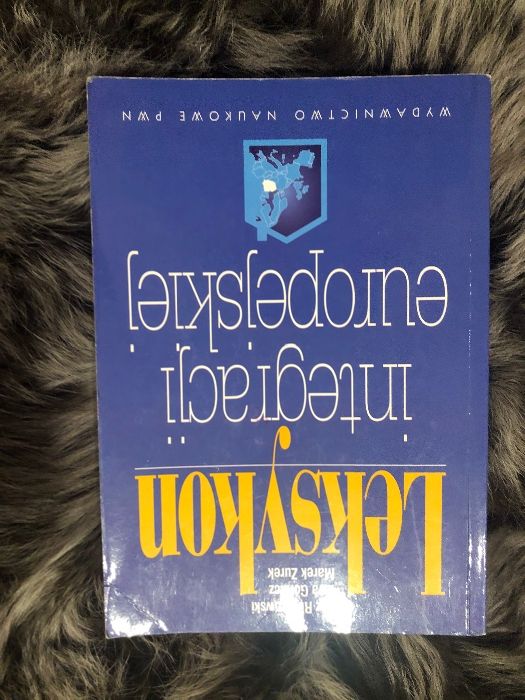 Marek Żurek
Leksykon
integracji
europejskiej
WYDAWNICTWO NAUKOWE PWN